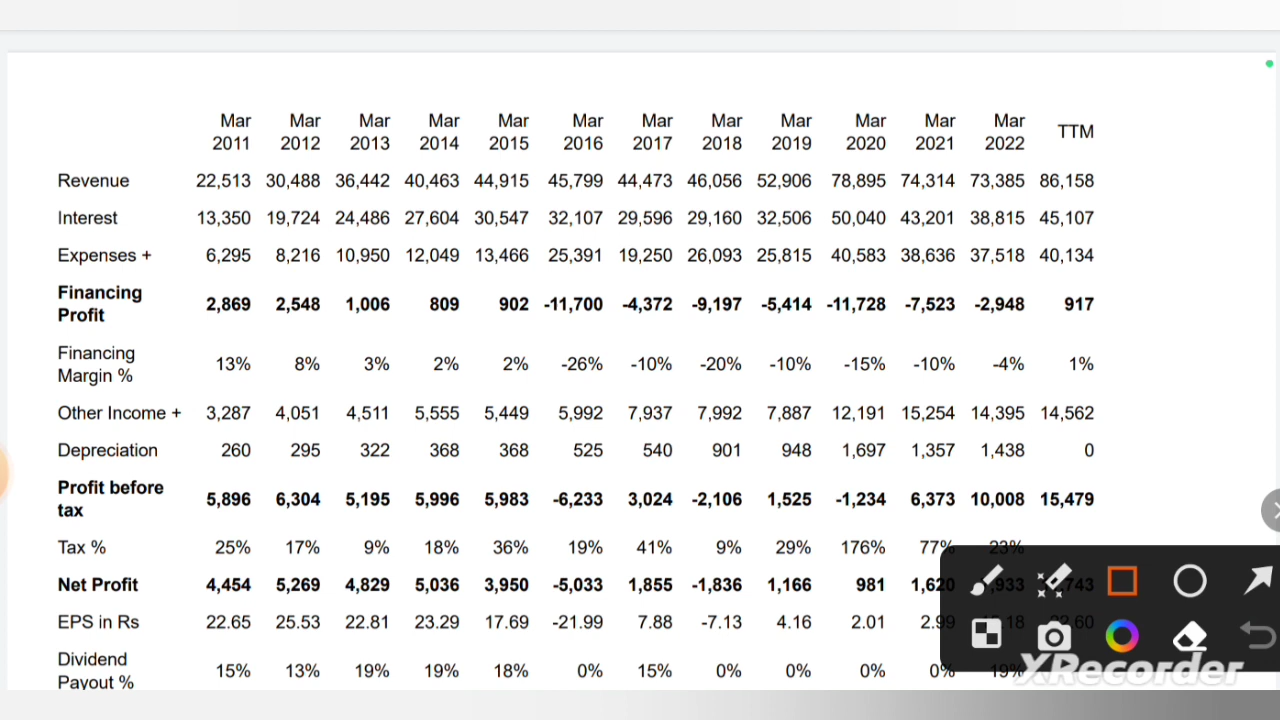 Mar Mar Mar Mar Mar Mar Mar Mar Mar Mar Mar Mar TTM
2011 2012 2013 2014 2015 2016 2017 2018 2019 2020 2021 2022
Revenue 22,513 30,488 36,442 40,463 44,915 45,799 44,473 46,056 52,906 78,895 74,314 73,385 86,158
Interest 13,350 19,724 24,486 27,604 30,547 32,107 29,596 29,160 32,506 50,040 43,201 38,815 45,107
Expenses + 6,295 8,216 10,950 12,049 13,466 25,391 19,250 26,093 25,815 40,583 38,636 37,518 40,134
Financing
Profit 2,869 2,548 1,006 809 902 -11,700 -4,372 -9,197 -5,414 -11,728 -7,523 -2,948 917
Financing
Margin % 13% 8% 3% 2% 2% -26% -10% -20% -10% -15% -10% -4% 1%
Other Income + 3,287 4,051 4,511 5,555 5,449 5,992 7,937 7,992 7,887 12,191 15,254 14,395 14,562
Depreciation 260 295 322 368 368 525 540 901 948 1,697 1,357 1,438 0
Profit before
tax 5,896 6,304 5,195 5,996 5,983 -6,233 3,024 -2,106 1,525 -1,234 6,373 10,008 15,479
Tax % 25% 17% 9% 18% 36% 19% 41% 9% 29% 176% 77% 23%
Net Profit 4,454 5,269 4,829 5,036 3,950 -5,033 1,855 -1,836 1,166 981 1,620
EPS in Rs 22.65 25.53 22.81 23.29 17.69 -21.99 7.88 -7.13 4.16 2.01 2.99
Dividend
Payout % 15% 13% 19% 19% 18% 0% 15% 0% 0% 0% 0% 19%
XRecorder